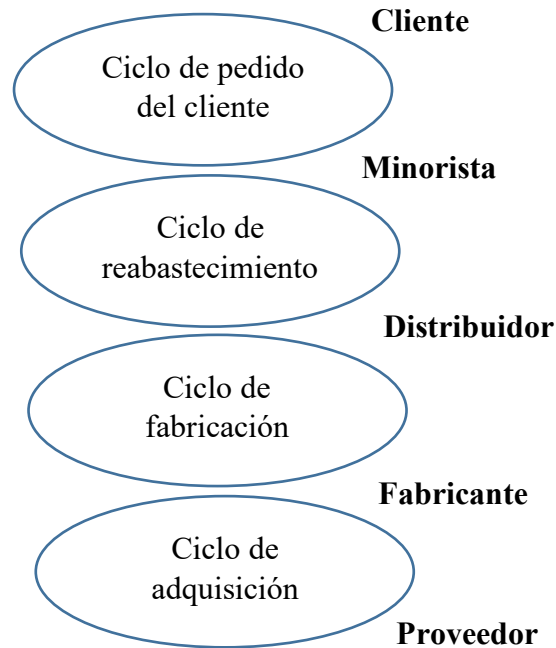 Cliente
Ciclo de pedido
del cliente
Minorista
Ciclo de
reabastecimiento
Distribuidor
Ciclo de
fabricación
Fabricante
Ciclo de
adquisición
Proveedor